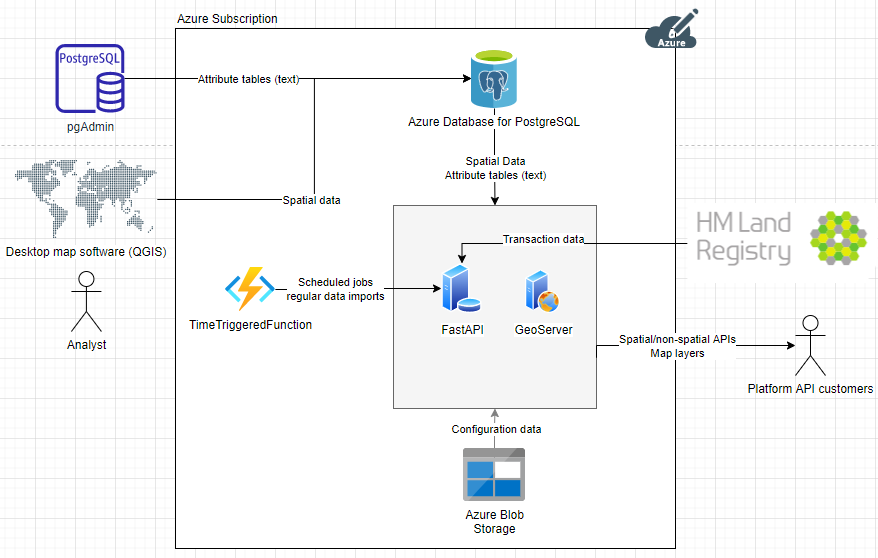 Azure Subscription
Azure
PostgreSQL
pgAdmin
Attribute tables (text)
Azure Database for PostgreSQL
Spatial Data
Attribute tables (text)
Spatial data
Desktop map software (QGIS)
Analyst
Transaction data
HM Land
Registry
Scheduled jobs
regular data imports
TimeTriggeredFunction
FastAPI
GeoServer
Spatial/non-spatial APIs
Map layers
Platform API customers
Configuration data
Azure Blob
Storage